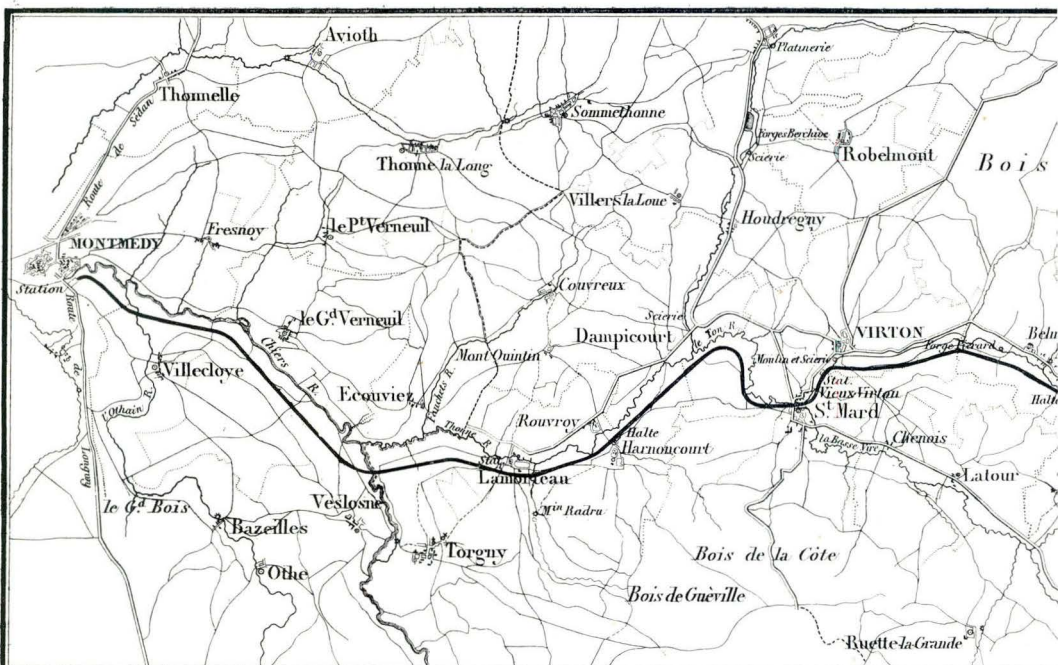 Avioth
Platinerie
Thonnelle
Sommethonne
Forges Berchiwe
Route de Sedan
Scierie
Robelmont
Thonne la Long
Bois
Villers la Loue
Houdregny
Fresnoy
le Pt Verneuil
MONTMEDY
Station
Couvreux
Route de Longuy
le Gd. Verneuil
Scierie
le Ton R.
Dampicourt
VIRTON
Chiers R.
Moulin et Scierie
Mont Quintin
Villecloye
Stat.
Vieux Virton
Ecouviez
St. Mard
Halte
Othain R.
Thonne R.
Rouvroy
Halte
Harnoncourt
la Basse Vire
Chenois
Stat.
Lamorteau
Latour
le Gd. Bois
Veslosne
Min Radru
Bazeilles
Torgny
Bois de la Côte
Othe
Bois de Guéville
Ruette la-Grande